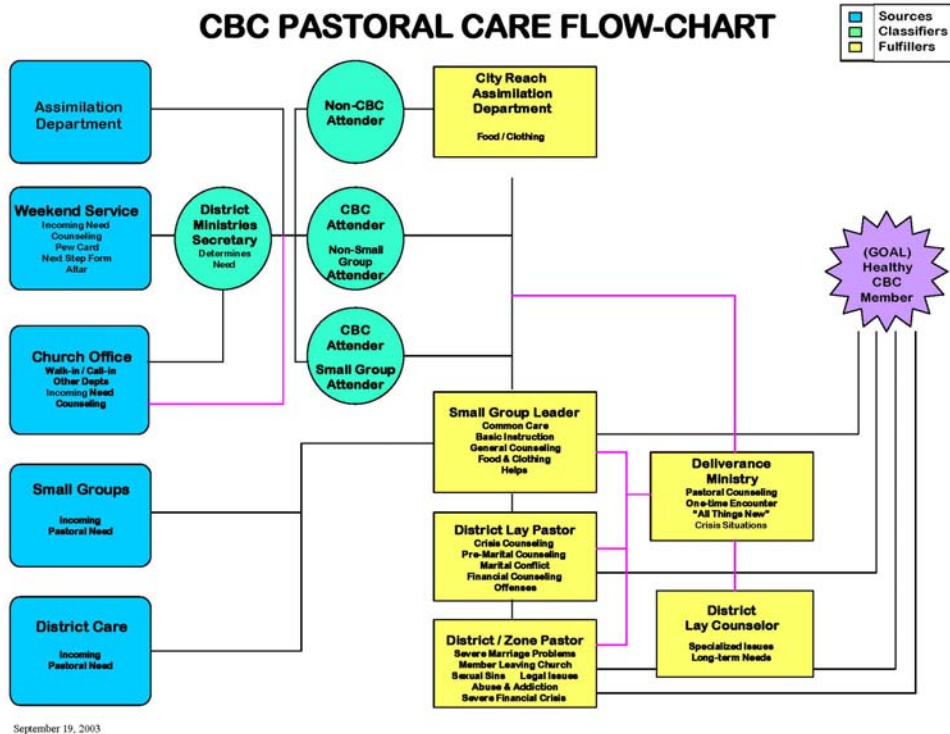 CBC PASTORAL CARE FLOW-CHART
Sources
Classifiers
Fulfillers
Assimilation
Department
Weekend Service
Incoming Need
Counseling
Pew Card
Next Step Form
Altar
Church Office
Walk-in / Call-in
Other Depts
Incoming Need
Counseling
Small Groups
Incoming
Pastoral Need
District Care
Incoming
Pastoral Need
District
Ministries
Secretary
Determines
Need
Non-CBC
Attender
CBC
Attender
Non-Small
Group
Attender
CBC
Attender
Small Group
Attender
City Reach
Assimilation
Department
Food / Clothing
Small Group Leader
Common Care
Basic Instruction
General Counseling
Food & Clothing
Helps
District Lay Pastor
Crisis Counseling
Pre-Marital Counseling
Marital Conflict
Financial Counseling
Offenses
District / Zone Pastor
Severe Marriage Problems
Member Leaving Church
Sexual Sins Legal Issues
Abuse & Addiction
Severe Financial Crisis
Deliverance
Ministry
Pastoral Counseling
One-time Encounter
"All Things New"
Crisis Situations
District
Lay Counselor
Specialized Issues
Long-term Needs
(GOAL)
Healthy
CBC
Member
September 19, 2003